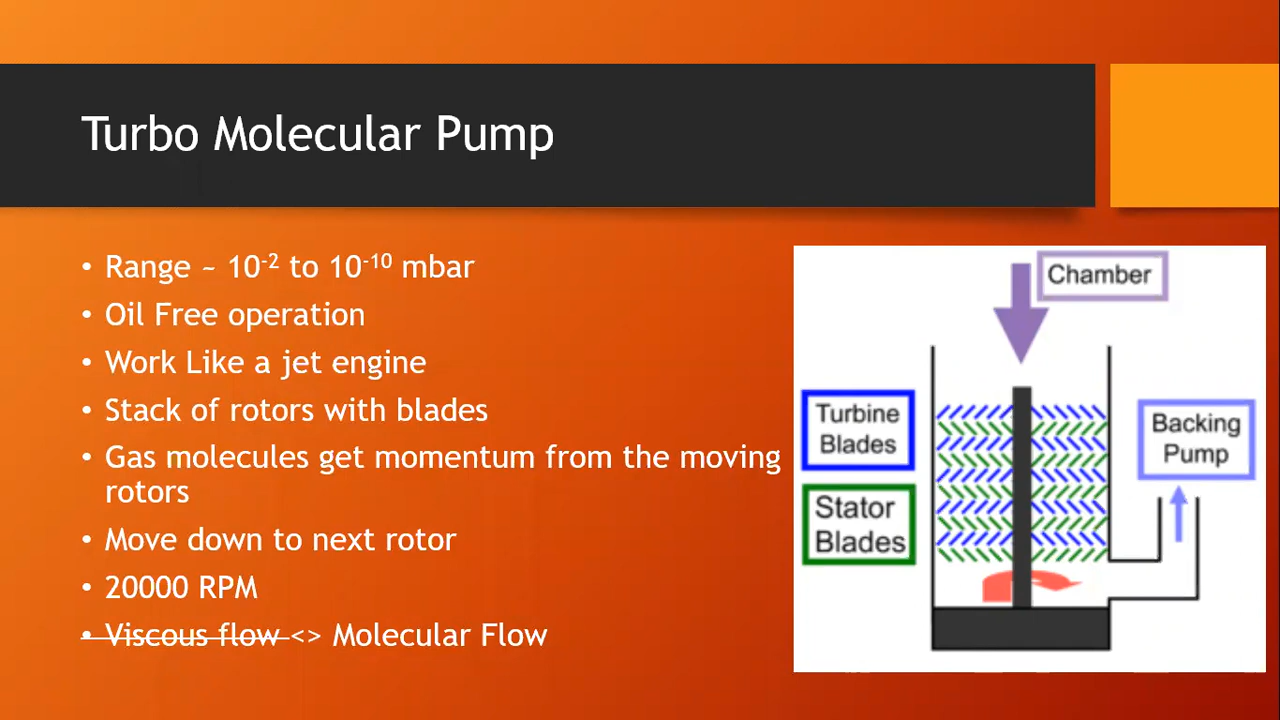 Turbo Molecular Pump
• Range ~ 10⁻² to 10⁻¹⁰ mbar
• Oil Free operation
• Work Like a jet engine
• Stack of rotors with blades
• Gas molecules get momentum from the moving
rotors
• Move down to next rotor
• 20000 RPM
• Viscous flow <> Molecular Flow
Chamber
Turbine
Blades
Stator
Blades
Backing
Pump